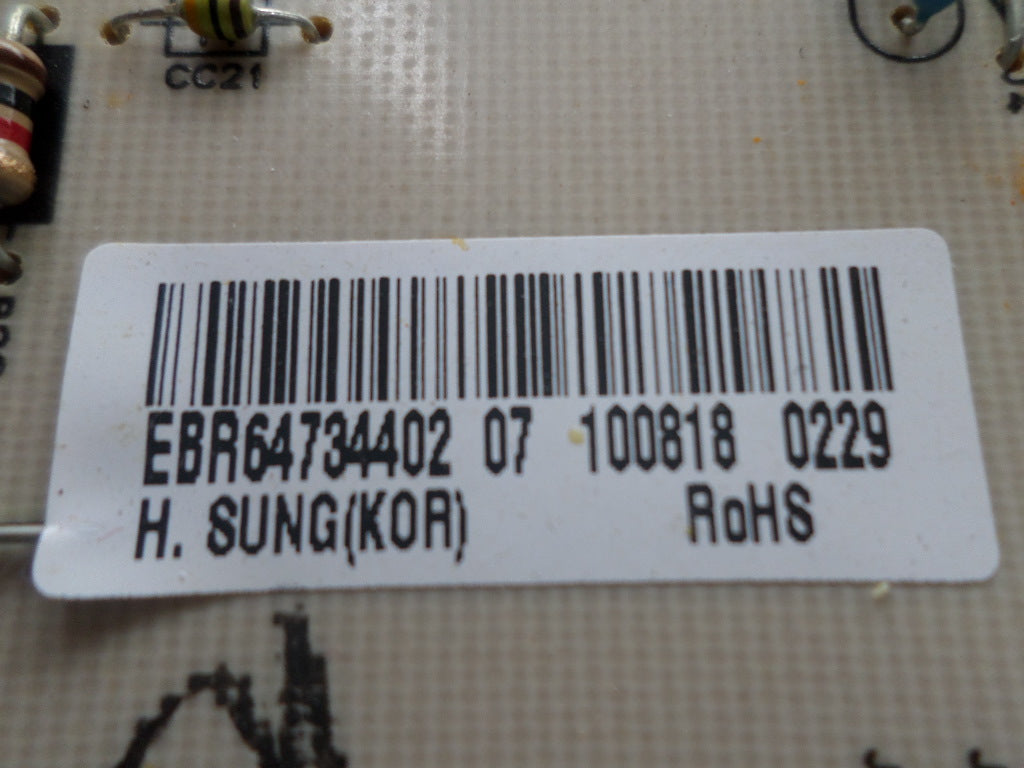 CC21
EBR64734402 07 100818 0229
H. SUNG(KOR) RoHS